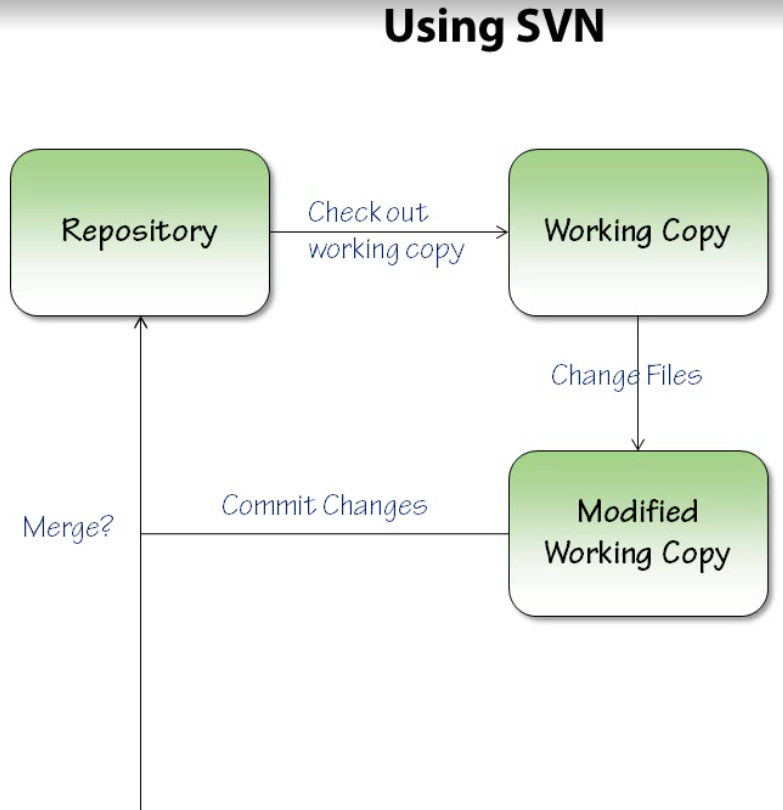 Using SVN
Repository
Check out
working copy
Working Copy
Change Files
Merge?
Commit Changes
Modified
Working Copy